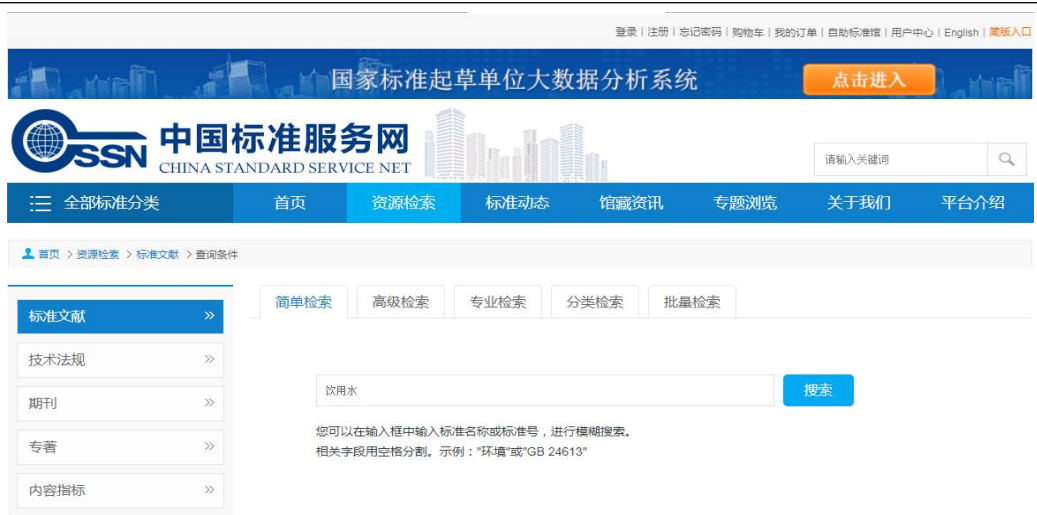 登录 | 注册 | 忘记密码 | 购物车 | 我的订单 | 自助标准馆 | 用户中心 | English | 简版入口
国家标准起草单位大数据分析系统 点击进入
CSSN 中国标准服务网
CHINA STANDARD SERVICE NET
请输入关键词
全部标准分类 首页 资源检索 标准动态 馆藏资讯 专题浏览 关于我们 平台介绍
首页 > 资源检索 > 标准文献 > 查询条件
简单检索 高级检索 专业检索 分类检索 批量检索
标准文献 »
技术法规 »
期刊 »
专著 »
内容指标 »
饮用水 搜索
您可以在输入框中输入标准名称或标准号，进行模糊搜索。
相关字段用空格分割。示例："环境"或"GB 24613"